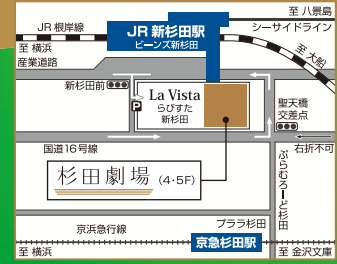 至 八景島
JR 根岸線
JR 新杉田駅
ビーンズ新杉田
シーサイドライン
至 横浜
至 大船
産業道路
新杉田前
La Vista
らびすた
新杉田
P
聖天橋
交差点
国道16号線
右折不可
杉田劇場 (4・5F)
ぷらむろーど杉田
プララ杉田
京浜急行線
京急杉田駅
至 横浜
至 金沢文庫